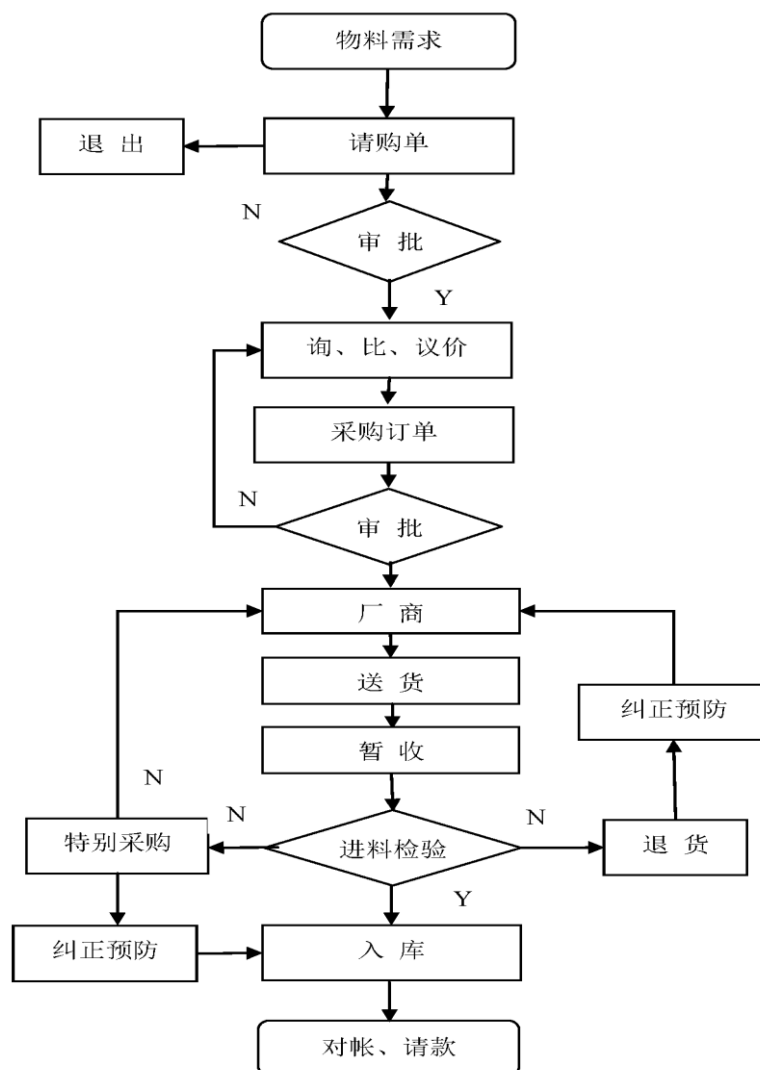 物料需求
退 出
请购单
N
审 批
Y
询、比、议价
采购订单
N
审 批
厂 商
送 货
纠正预防
暂 收
N
N
N
特别采购
进料检验
退 货
Y
纠正预防
入 库
对帐、请款